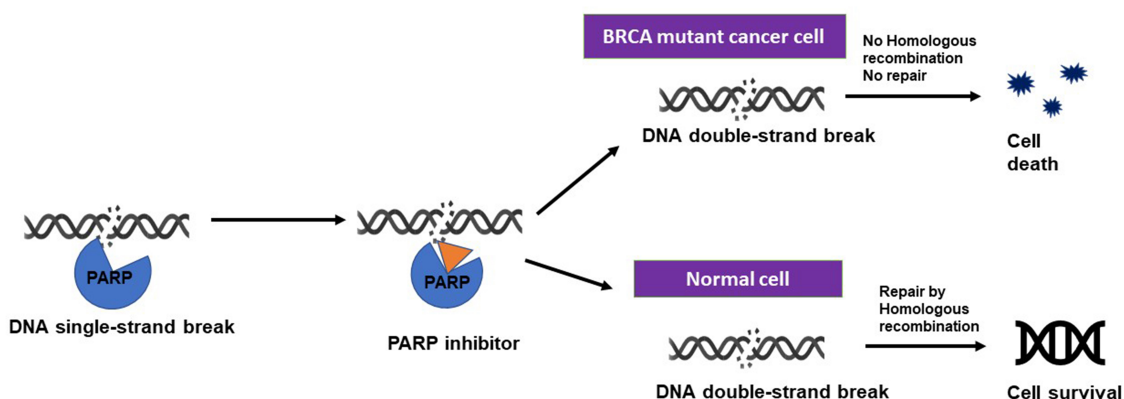 PARP
DNA single-strand break
PARP
PARP inhibitor
BRCA mutant cancer cell
DNA double-strand break
No Homologous
recombination
No repair
Cell
death
Normal cell
DNA double-strand break
Repair by
Homologous
recombination
Cell survival